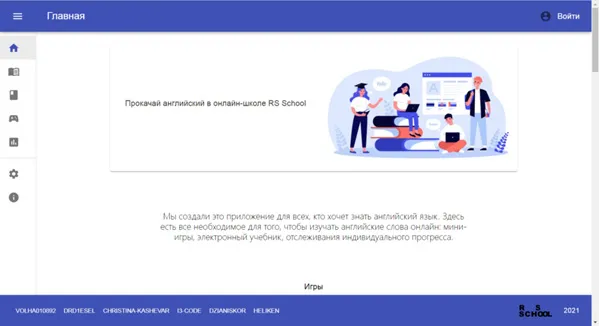 Главная
Войти
Прокачай английский в онлайн-школе RS School
Мы создали это приложение для всех, кто хочет знать английский язык. Здесь
есть все необходимое для того, чтобы изучать английские слова онлайн: мини-
игры, электронный учебник, отслеживания индивидуального прогресса.
Игры
VOLHA010892 DRD1ESEL CHRISTINA-KASHEVAR I3-CODE DZIANISKOR HELIKEN
R S
SCHOOL
2021